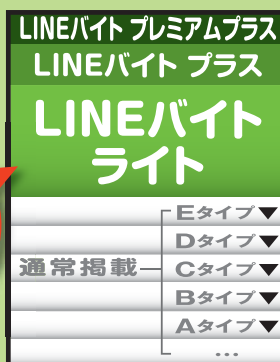 LINEバイト プレミアムプラス
LINEバイト プラス
LINEバイト
ライト
Eタイプ▼
Dタイプ▼
通常掲載 Cタイプ▼
Bタイプ▼
Aタイプ▼
…